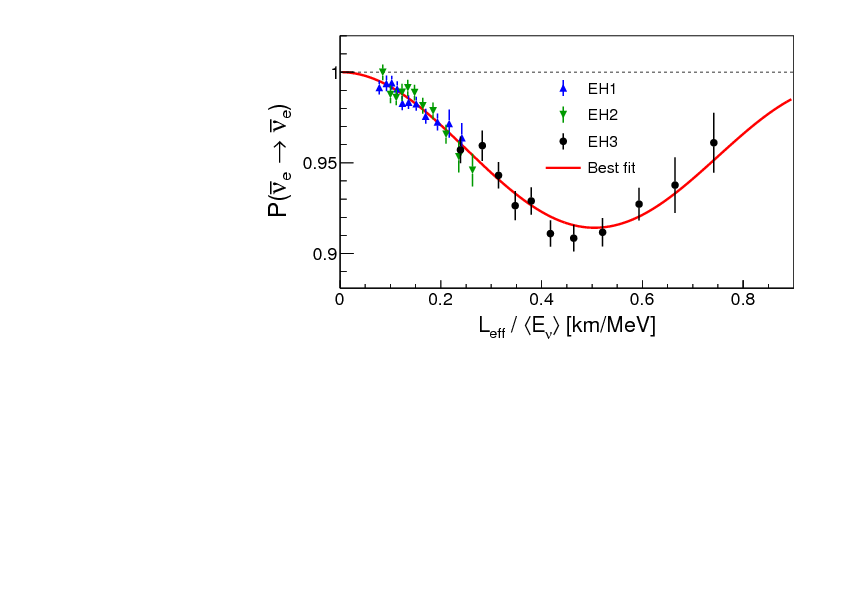 P(ν̅e → ν̅e)
1
0.95
0.9
EH1
EH2
EH3
Best fit
0 0.2 0.4 0.6 0.8
Leff / ⟨Eν⟩ [km/MeV]